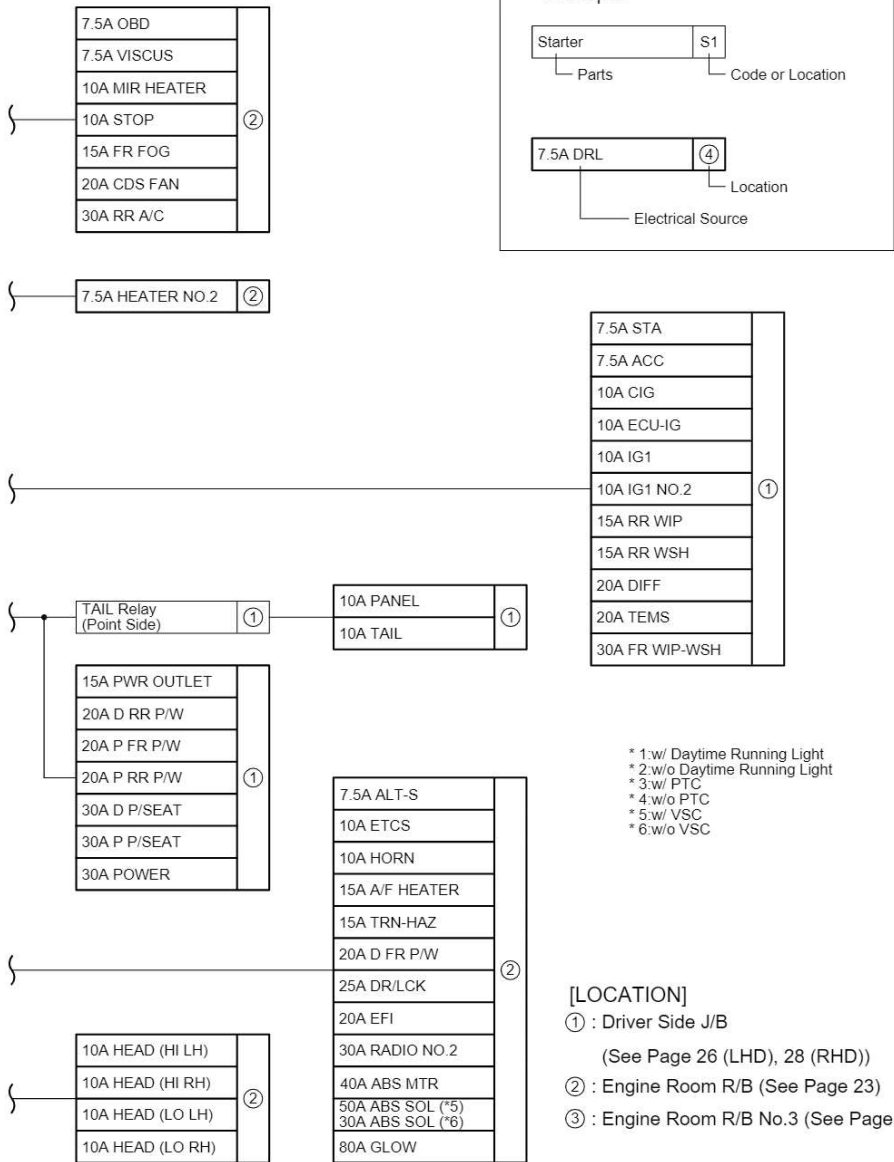 7.5A OBD
7.5A VISCUS
10A MIR HEATER
10A STOP
15A FR FOG
20A CDS FAN
30A RR A/C
②
Starter
S1
Parts
Code or Location
7.5A DRL
④
Location
Electrical Source
7.5A HEATER NO.2
②
7.5A STA
7.5A ACC
10A CIG
10A ECU-IG
10A IG1
10A IG1 NO.2
15A RR WIP
15A RR WSH
20A DIFF
20A TEMS
30A FR WIP-WSH
①
TAIL Relay
(Point Side)
①
10A PANEL
10A TAIL
①
15A PWR OUTLET
20A D RR P/W
20A P FR P/W
20A P RR P/W
30A D P/SEAT
30A P P/SEAT
30A POWER
①
* 1:w/ Daytime Running Light
* 2:w/o Daytime Running Light
* 3:w/ PTC
* 4:w/o PTC
* 5:w/ VSC
* 6:w/o VSC
7.5A ALT-S
10A ETCS
10A HORN
15A A/F HEATER
15A TRN-HAZ
20A D FR P/W
25A DR/LCK
20A EFI
30A RADIO NO.2
40A ABS MTR
50A ABS SOL (*5)
30A ABS SOL (*6)
80A GLOW
②
10A HEAD (HI LH)
10A HEAD (HI RH)
10A HEAD (LO LH)
10A HEAD (LO RH)
②
[LOCATION]
① : Driver Side J/B
(See Page 26 (LHD), 28 (RHD))
② : Engine Room R/B (See Page 23)
③ : Engine Room R/B No.3 (See Page